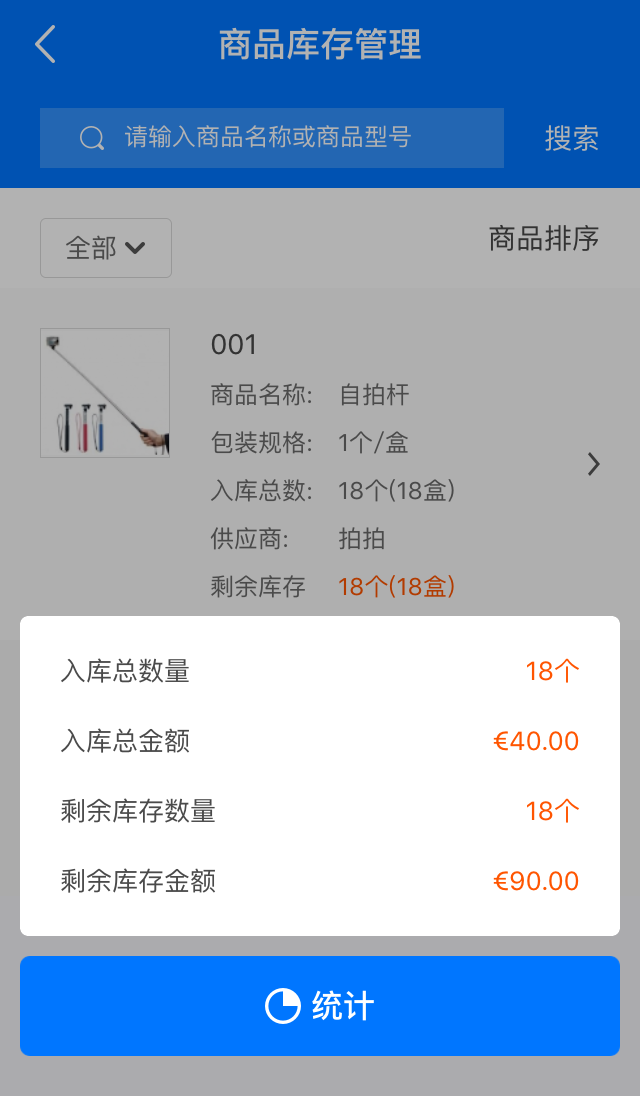 商品库存管理
请输入商品名称或商品型号
搜索
全部
商品排序
001
商品名称: 自拍杆
包装规格: 1个/盒
入库总数: 18个(18盒)
供应商: 拍拍
剩余库存 18个(18盒)
入库总数量 18个
入库总金额 €40.00
剩余库存数量 18个
剩余库存金额 €90.00
统计